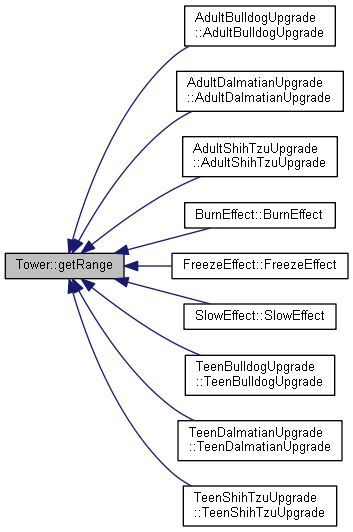 AdultBulldogUpgrade
::AdultBulldogUpgrade
AdultDalmatianUpgrade
::AdultDalmatianUpgrade
AdultShihTzuUpgrade
::AdultShihTzuUpgrade
BurnEffect::BurnEffect
Tower::getRange
FreezeEffect::FreezeEffect
SlowEffect::SlowEffect
TeenBulldogUpgrade
::TeenBulldogUpgrade
TeenDalmatianUpgrade
::TeenDalmatianUpgrade
TeenShihTzuUpgrade
::TeenShihTzuUpgrade